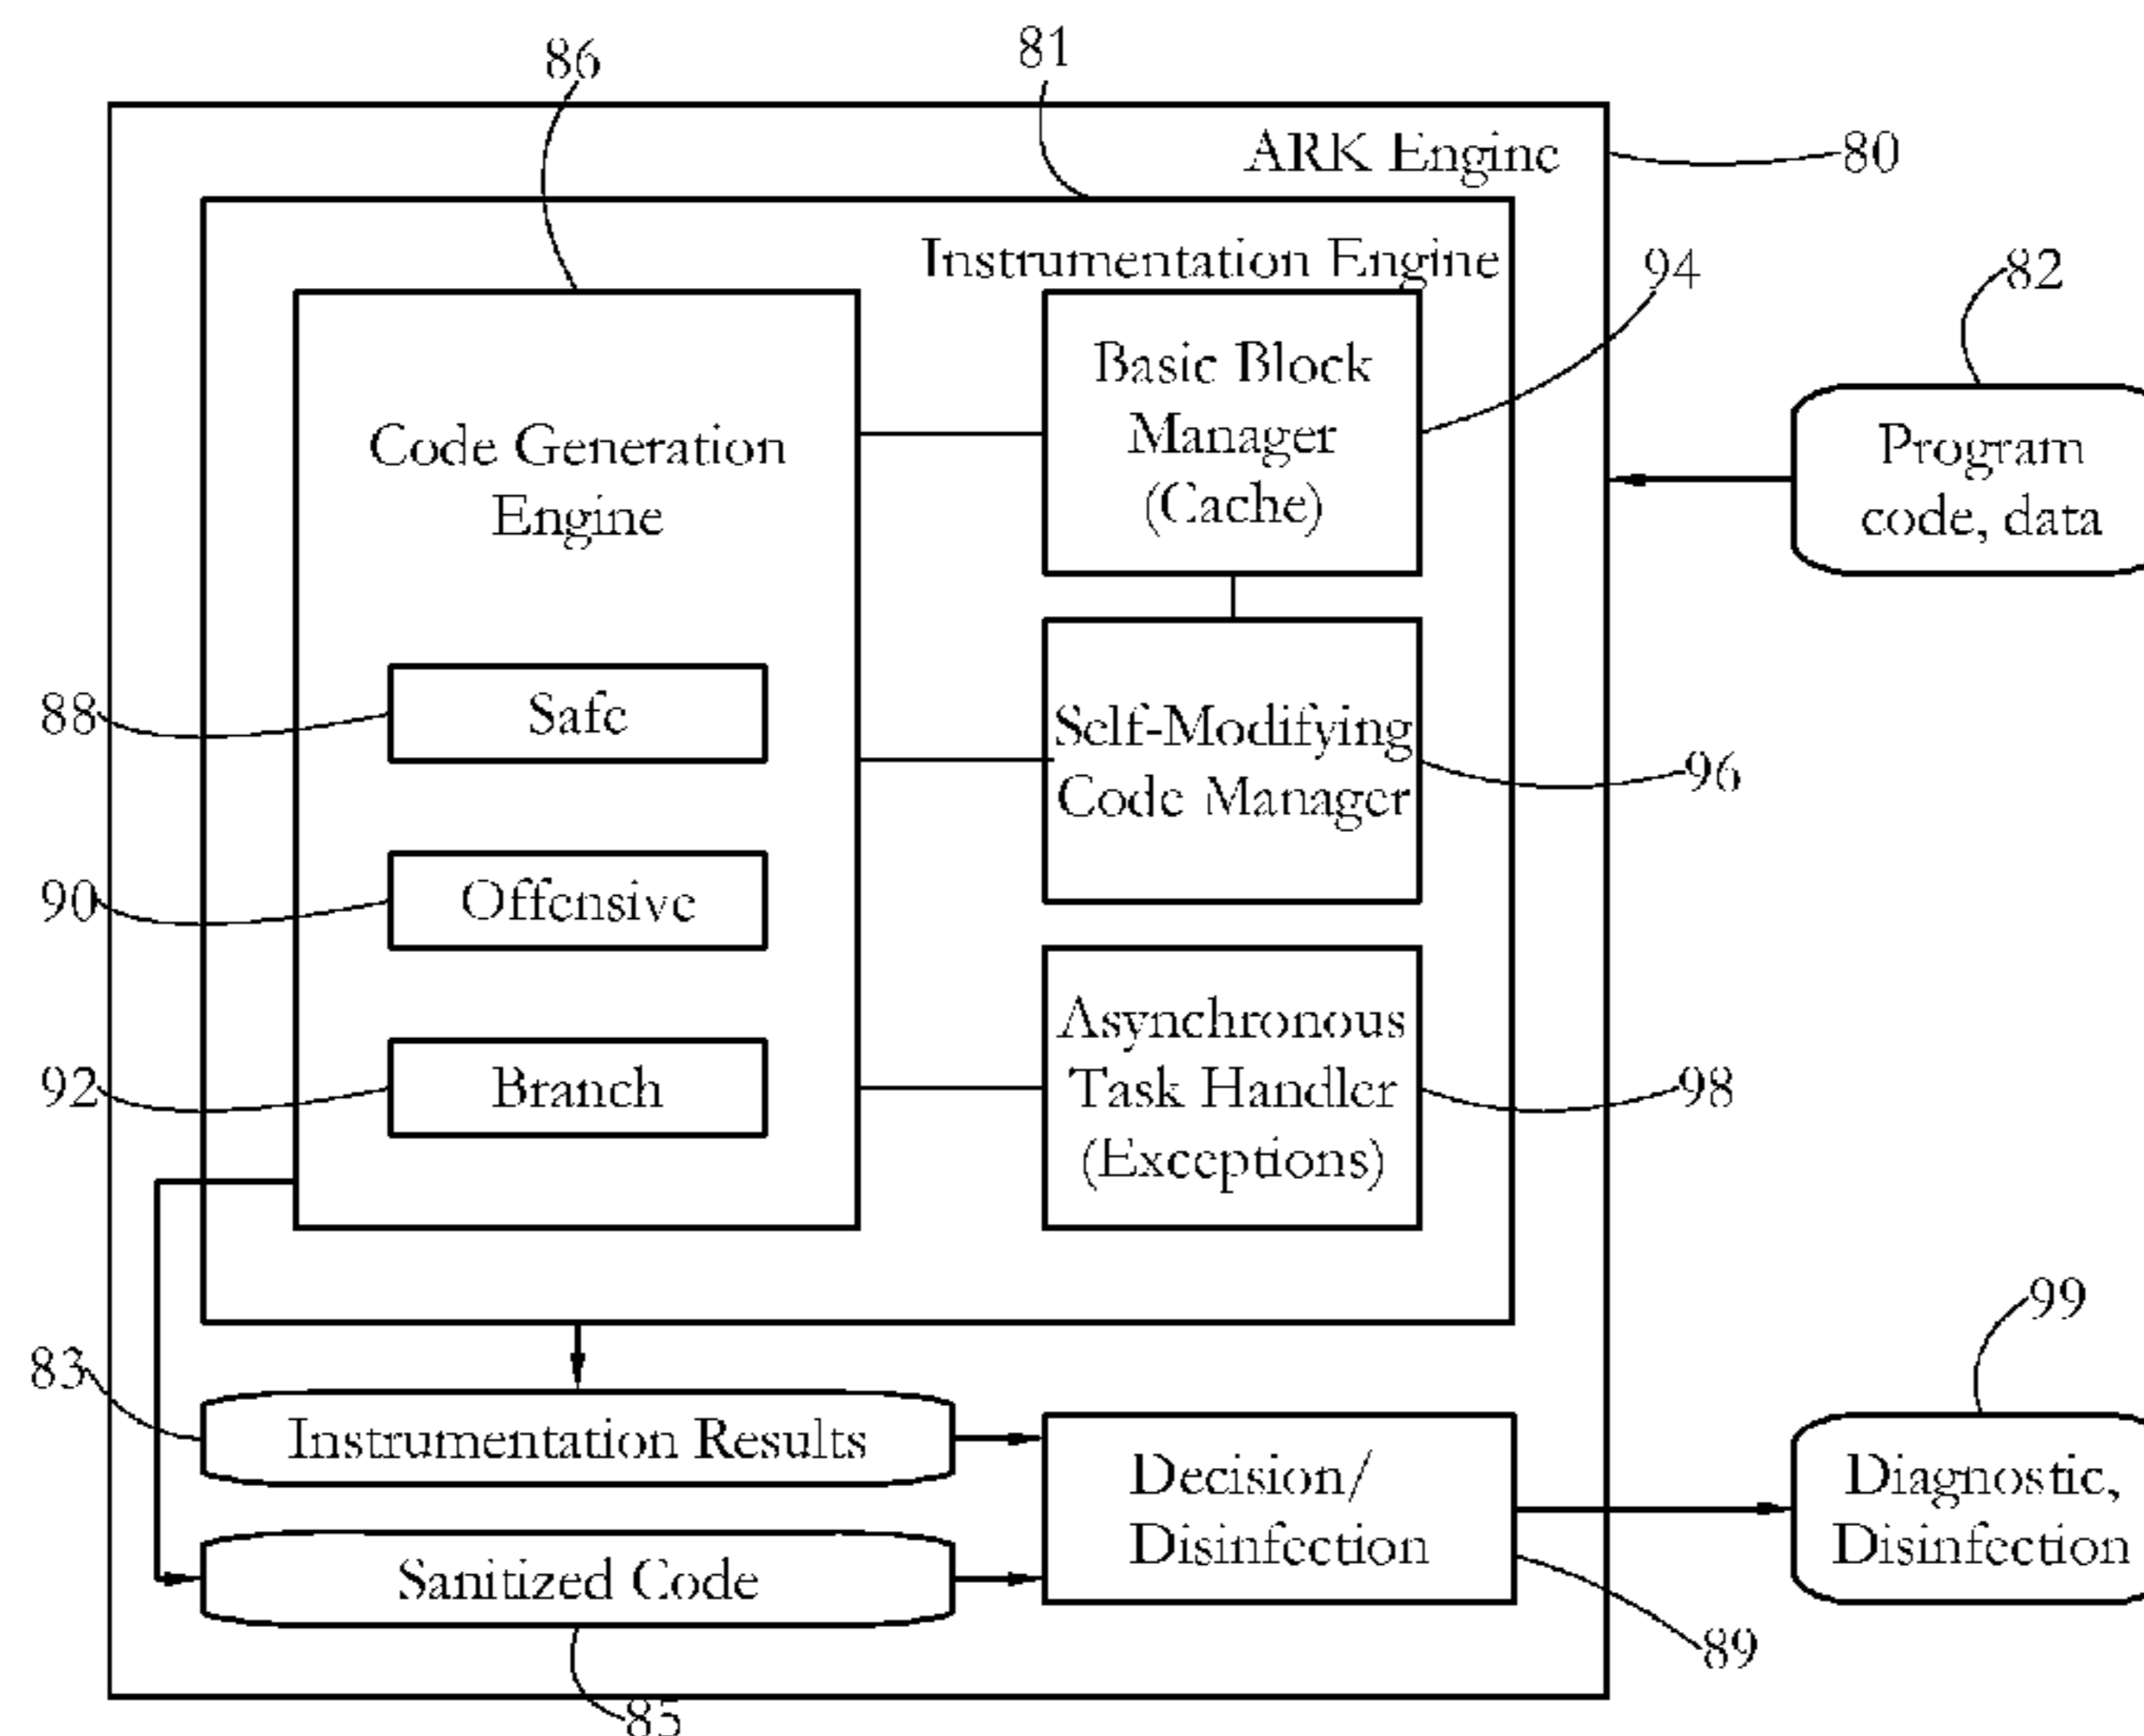 86
81
ARK Engine
80
Instrumentation Engine
94
82
Code Generation
Engine
Basic Block
Manager
(Cache)
Program
code, data
88
Safe
Self-Modifying
Code Manager
96
90
Offensive
92
Branch
Asynchronous
Task Handler
(Exceptions)
98
99
83
Instrumentation Results
Decision/
Disinfection
Diagnostic,
Disinfection
Sanitized Code
89
85